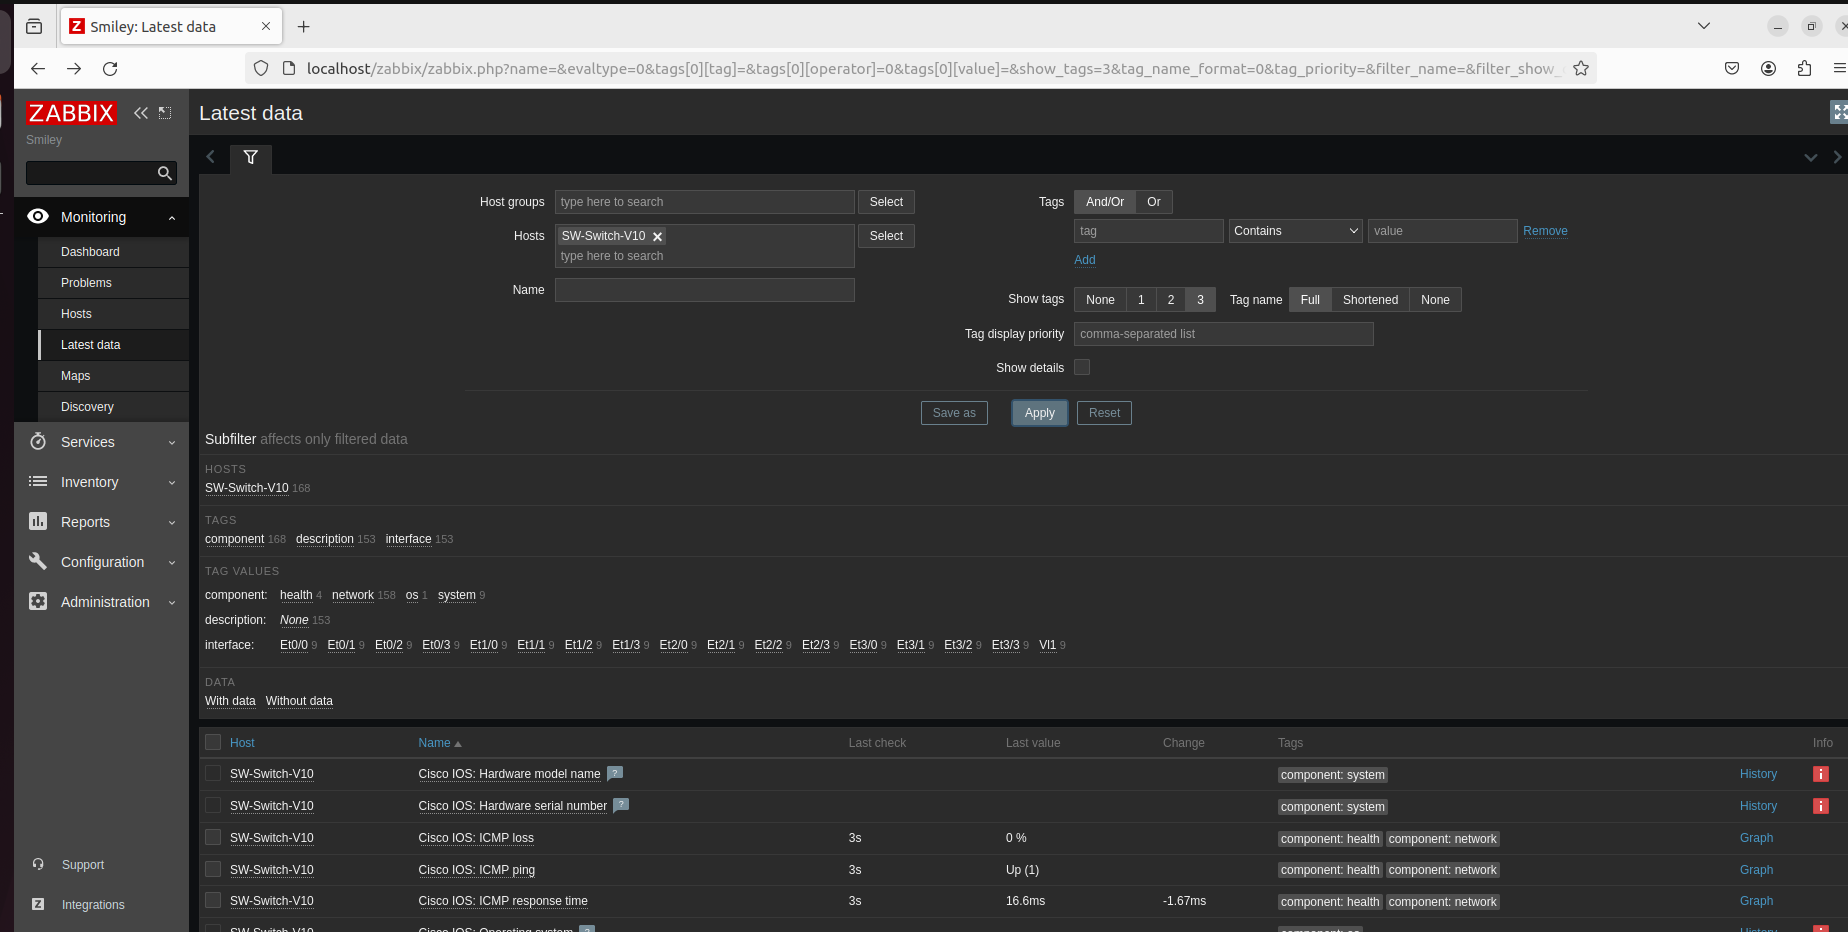 Smiley: Latest data
localhost/zabbix/zabbix.php?name=&evaltype=0&tags[0][tag]=&tags[0][operator]=0&tags[0][value]=&show_tags=3&tag_name_format=0&tag_priority=&filter_name=&filter_show_
ZABBIX
Smiley
Monitoring
Dashboard
Problems
Hosts
Latest data
Maps
Discovery
Services
Inventory
Reports
Configuration
Administration
Support
Integrations
Latest data
Host groups type here to search Select
Hosts SW-Switch-V10 Select
type here to search
Name
Tags And/Or Or
tag Contains value Remove
Add
Show tags None 1 2 3 Tag name Full Shortened None
Tag display priority comma-separated list
Show details
Save as Apply Reset
Subfilter affects only filtered data
HOSTS
SW-Switch-V10 168
TAGS
component 168 description 153 interface 153
TAG VALUES
component: health 4 network 158 os 1 system 9
description: None 153
interface: Et0/0 9 Et0/1 9 Et0/2 9 Et0/3 9 Et1/0 9 Et1/1 9 Et1/2 9 Et1/3 9 Et2/0 9 Et2/1 9 Et2/2 9 Et2/3 9 Et3/0 9 Et3/1 9 Et3/2 9 Et3/3 9 Vl1 9
DATA
With data Without data
Host Name Last check Last value Change Tags Info
SW-Switch-V10 Cisco IOS: Hardware model name ? component: system History i
SW-Switch-V10 Cisco IOS: Hardware serial number ? component: system History i
SW-Switch-V10 Cisco IOS: ICMP loss 3s 0 % component: health component: network Graph
SW-Switch-V10 Cisco IOS: ICMP ping 3s Up (1) component: health component: network Graph
SW-Switch-V10 Cisco IOS: ICMP response time 3s 16.6ms -1.67ms component: health component: network Graph
SW-Switch-V10 Cisco IOS: Operating system ? component: os History